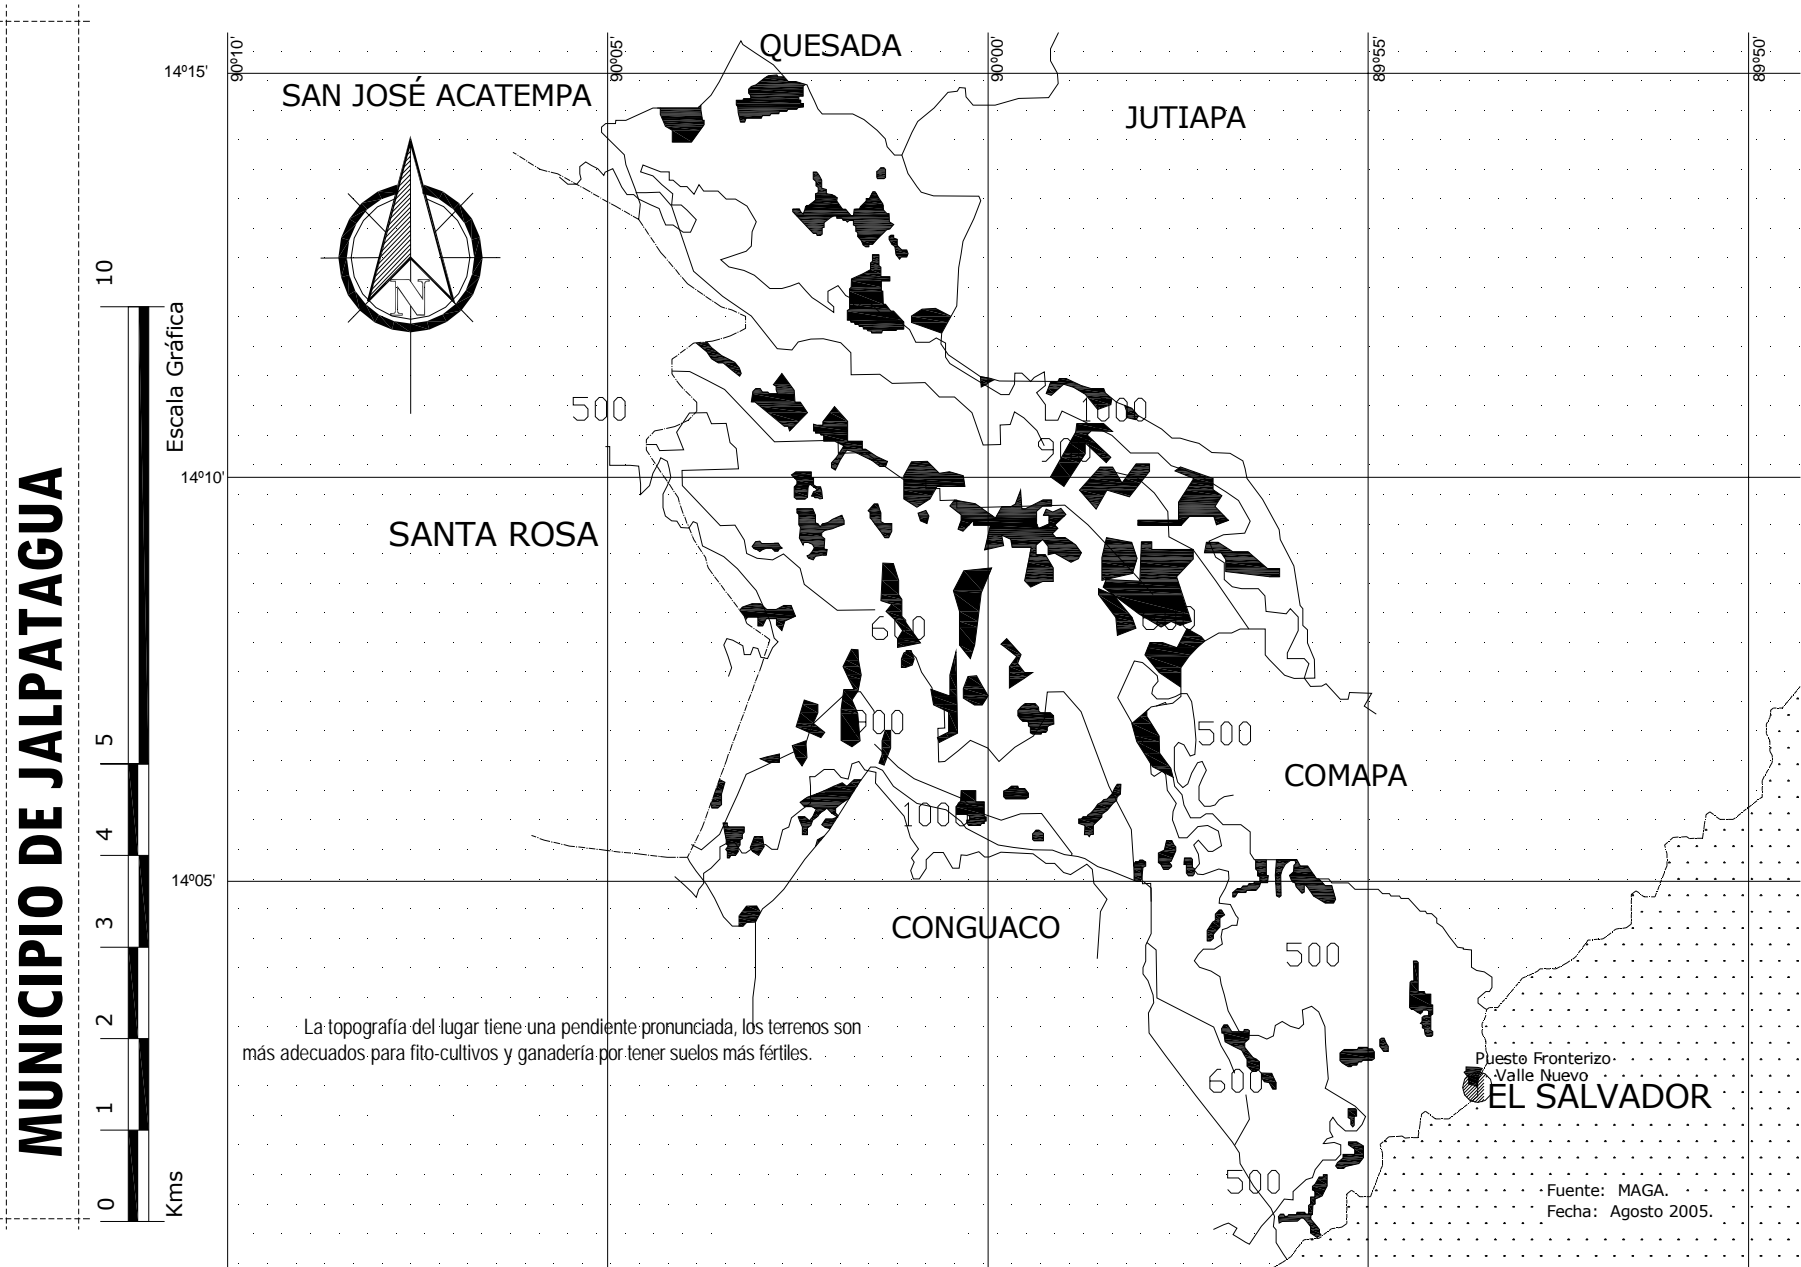 QUESADA
90º10'
90º05'
90º00'
89º55'
89º50'
14º15'
SAN JOSÉ ACATEMPA
JUTIAPA
N
10
Escala Gráfica
500
1000
900
14º10'
SANTA ROSA
600
MUNICIPIO DE JALPATAGUA
5
500
COMAPA
4
1000
14º05'
3
CONGUACO
500
2
La topografía del lugar tiene una pendiente pronunciada, los terrenos son
más adecuados para fito-cultivos y ganadería por tener suelos más fértiles.
Puesto Fronterizo
Valle Nuevo
600
EL SALVADOR
1
500
Kms
0
Fuente: MAGA.
Fecha: Agosto 2005.